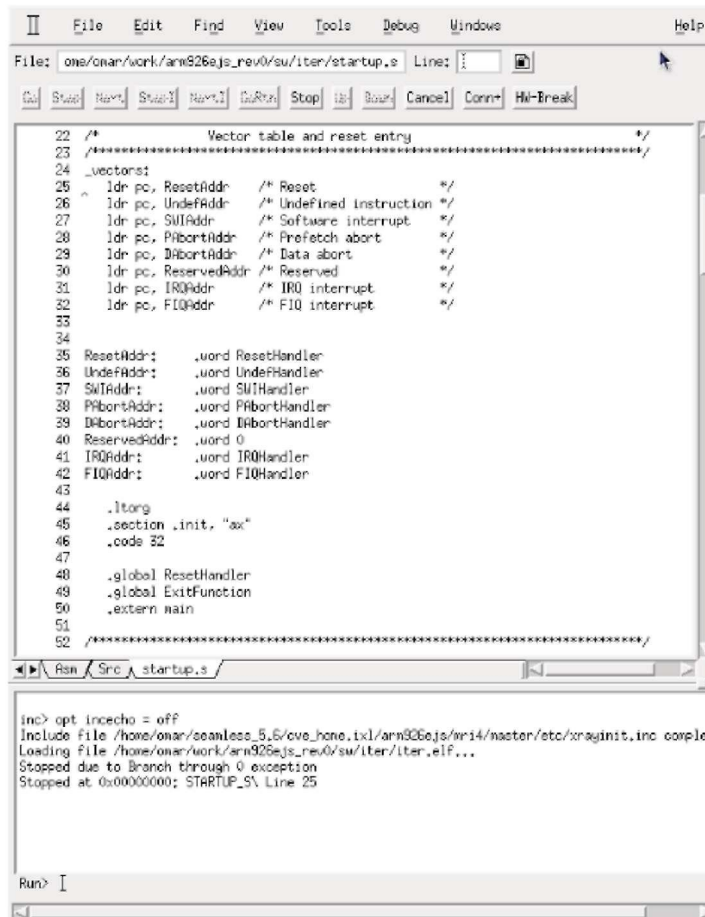 File Edit Find View Tools Debug Windows Help
File: ome/omar/work/arm926ejs_rev0/sw/iter/startup.s Line:
Go Step Next StepI NextI GoRtn Stop Up Down Cancel Conn+ HW-Break
22 /* Vector table and reset entry */
23 /******************************************************************************/
24 _vectors:
25 ldr pc, ResetAddr /* Reset */
26 ldr pc, UndefAddr /* Undefined instruction */
27 ldr pc, SWIAddr /* Software interrupt */
28 ldr pc, PAbortAddr /* Prefetch abort */
29 ldr pc, DAbortAddr /* Data abort */
30 ldr pc, ReservedAddr /* Reserved */
31 ldr pc, IRQAddr /* IRQ interrupt */
32 ldr pc, FIQAddr /* FIQ interrupt */
33
34
35 ResetAddr: .word ResetHandler
36 UndefAddr: .word UndefHandler
37 SWIAddr: .word SWIHandler
38 PAbortAddr: .word PAbortHandler
39 DAbortAddr: .word DAbortHandler
40 ReservedAddr: .word 0
41 IRQAddr: .word IRQHandler
42 FIQAddr: .word FIQHandler
43
44 .ltorg
45 .section .init, "ax"
46 .code 32
47
48 .global ResetHandler
49 .global ExitFunction
50 .extern main
51
52 /******************************************************************************/
Asm Src startup.s
inc> opt incecho = off
Include file /home/omar/seamless_5.6/cve_home.ixl/arm926ejs/mri4/master/etc/xrayinit.inc comple
Loading file /home/omar/work/arm926ejs_rev0/sw/iter/iter.elf...
Stopped due to Branch through 0 exception
Stopped at 0x00000000: STARTUP_S\ Line 25
Run>